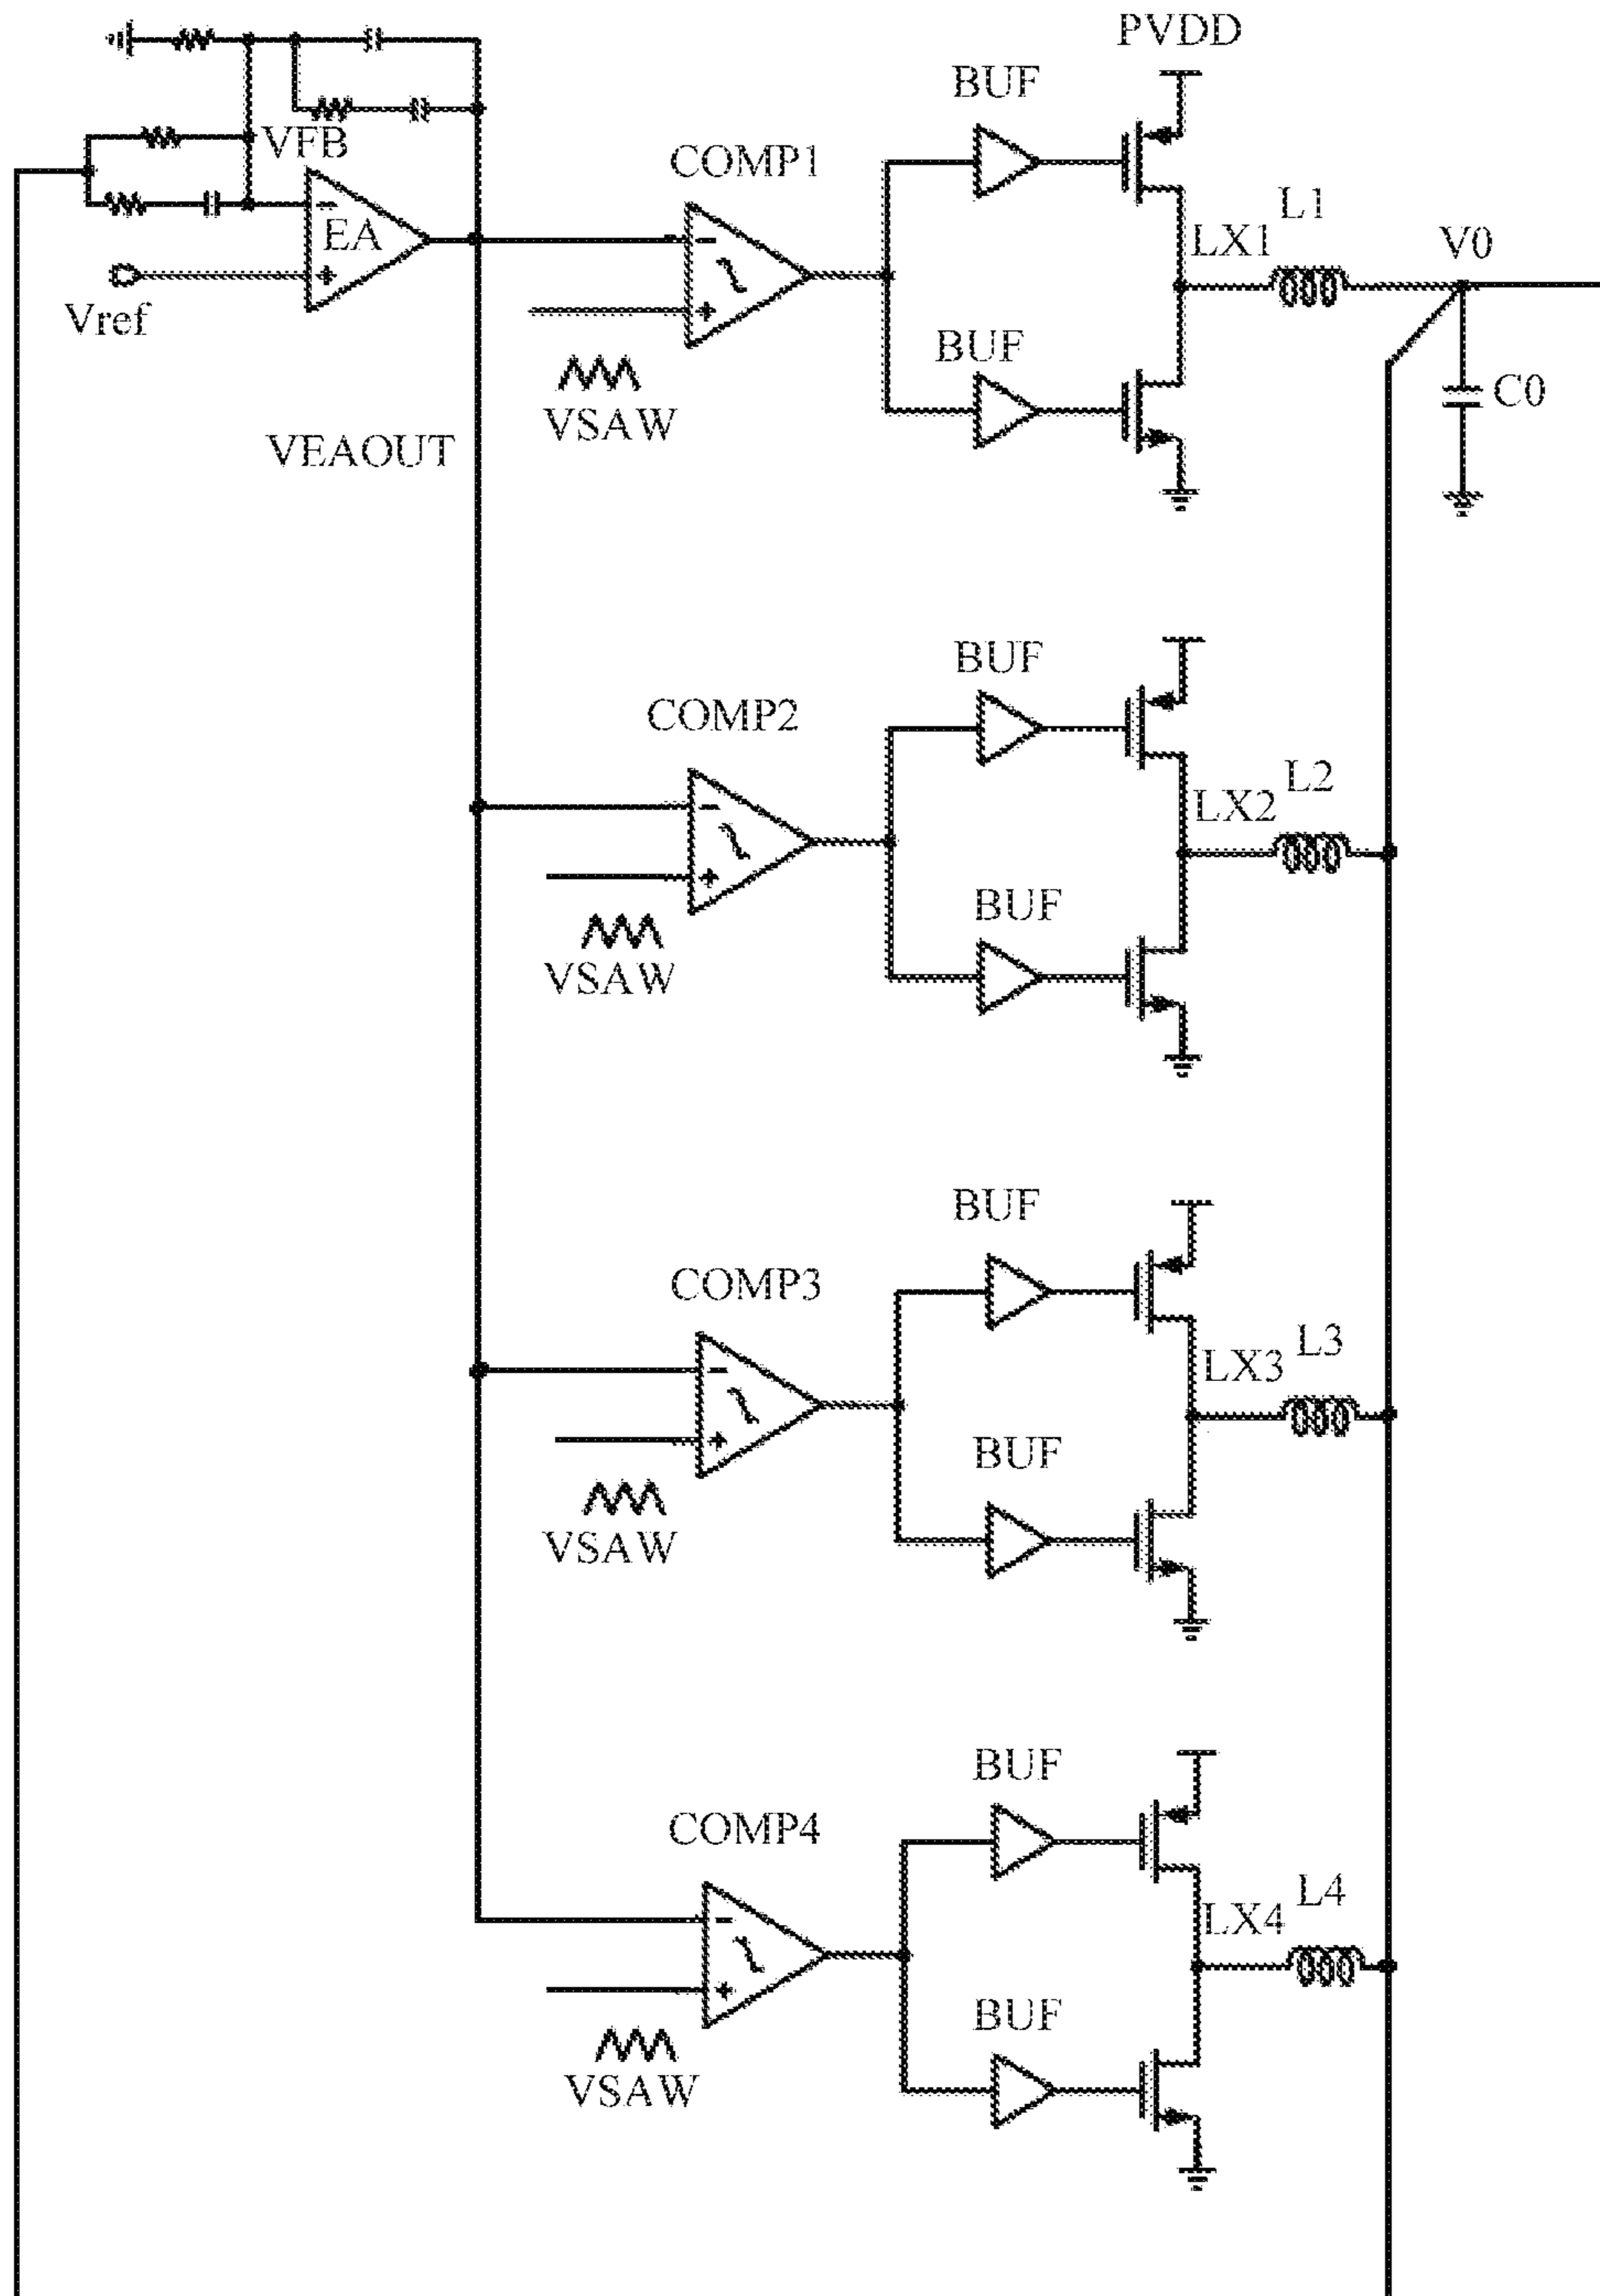 PVDD
BUF
VFB
COMP1
L1
EA
LX1
V0
Vref
BUF
C0
VSAW
VEAOUT
BUF
COMP2
L2
LX2
BUF
VSAW
BUF
COMP3
L3
LX3
BUF
VSAW
BUF
COMP4
L4
LX4
BUF
VSAW